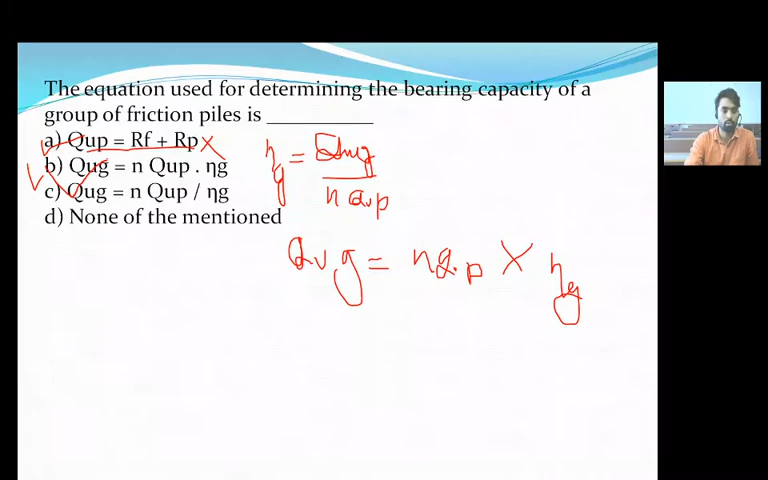 The equation used for determining the bearing capacity of a
group of friction piles is __________
a) Qup = Rf + Rp
b) Qug = n Qup . ηg
c) Qug = n Qup / ηg
d) None of the mentioned
ηg = Qug / n Qup
Qug = nQup × ηg